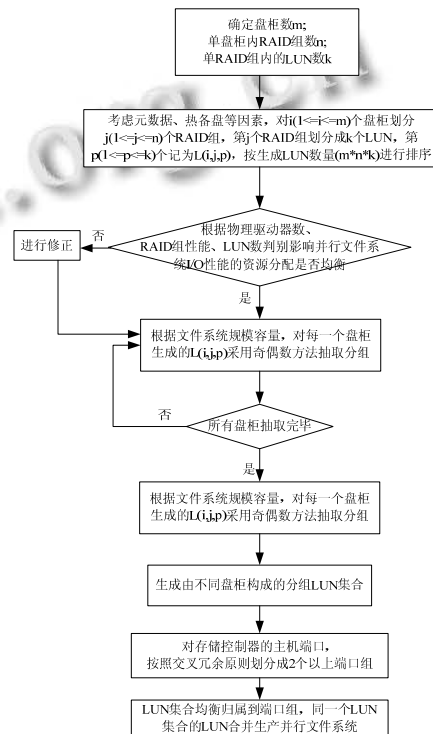 确定盘柜数m;
单盘柜内RAID组数n;
单RAID组内的LUN数k
考虑元数据、热备盘等因素，对i(1<=i<=m)个盘柜划分
j(1<=j<=n)个RAID组，第j个RAID组划分成k个LUN，第
p(1<=p<=k)个记为L(i,j,p)，按生成LUN数量(m*n*k)进行排序
根据物理驱动器数、
RAID组性能、LUN数判别影响并行文件系
统I/O性能的资源分配是否均衡
否
进行修正
是
根据文件系统规模容量，对每一个盘柜
生成的L(i,j,p)采用奇偶数方法抽取分组
否
所有盘柜抽取完毕
是
根据文件系统规模容量，对每一个盘柜
生成的L(i,j,p)采用奇偶数方法抽取分组
生成由不同盘柜构成的分组LUN集合
对存储控制器的主机端口，
按照交叉冗余原则划分成2个以上端口组
LUN集合均衡归属到端口组，同一个LUN
集合的LUN合并生产并行文件系统